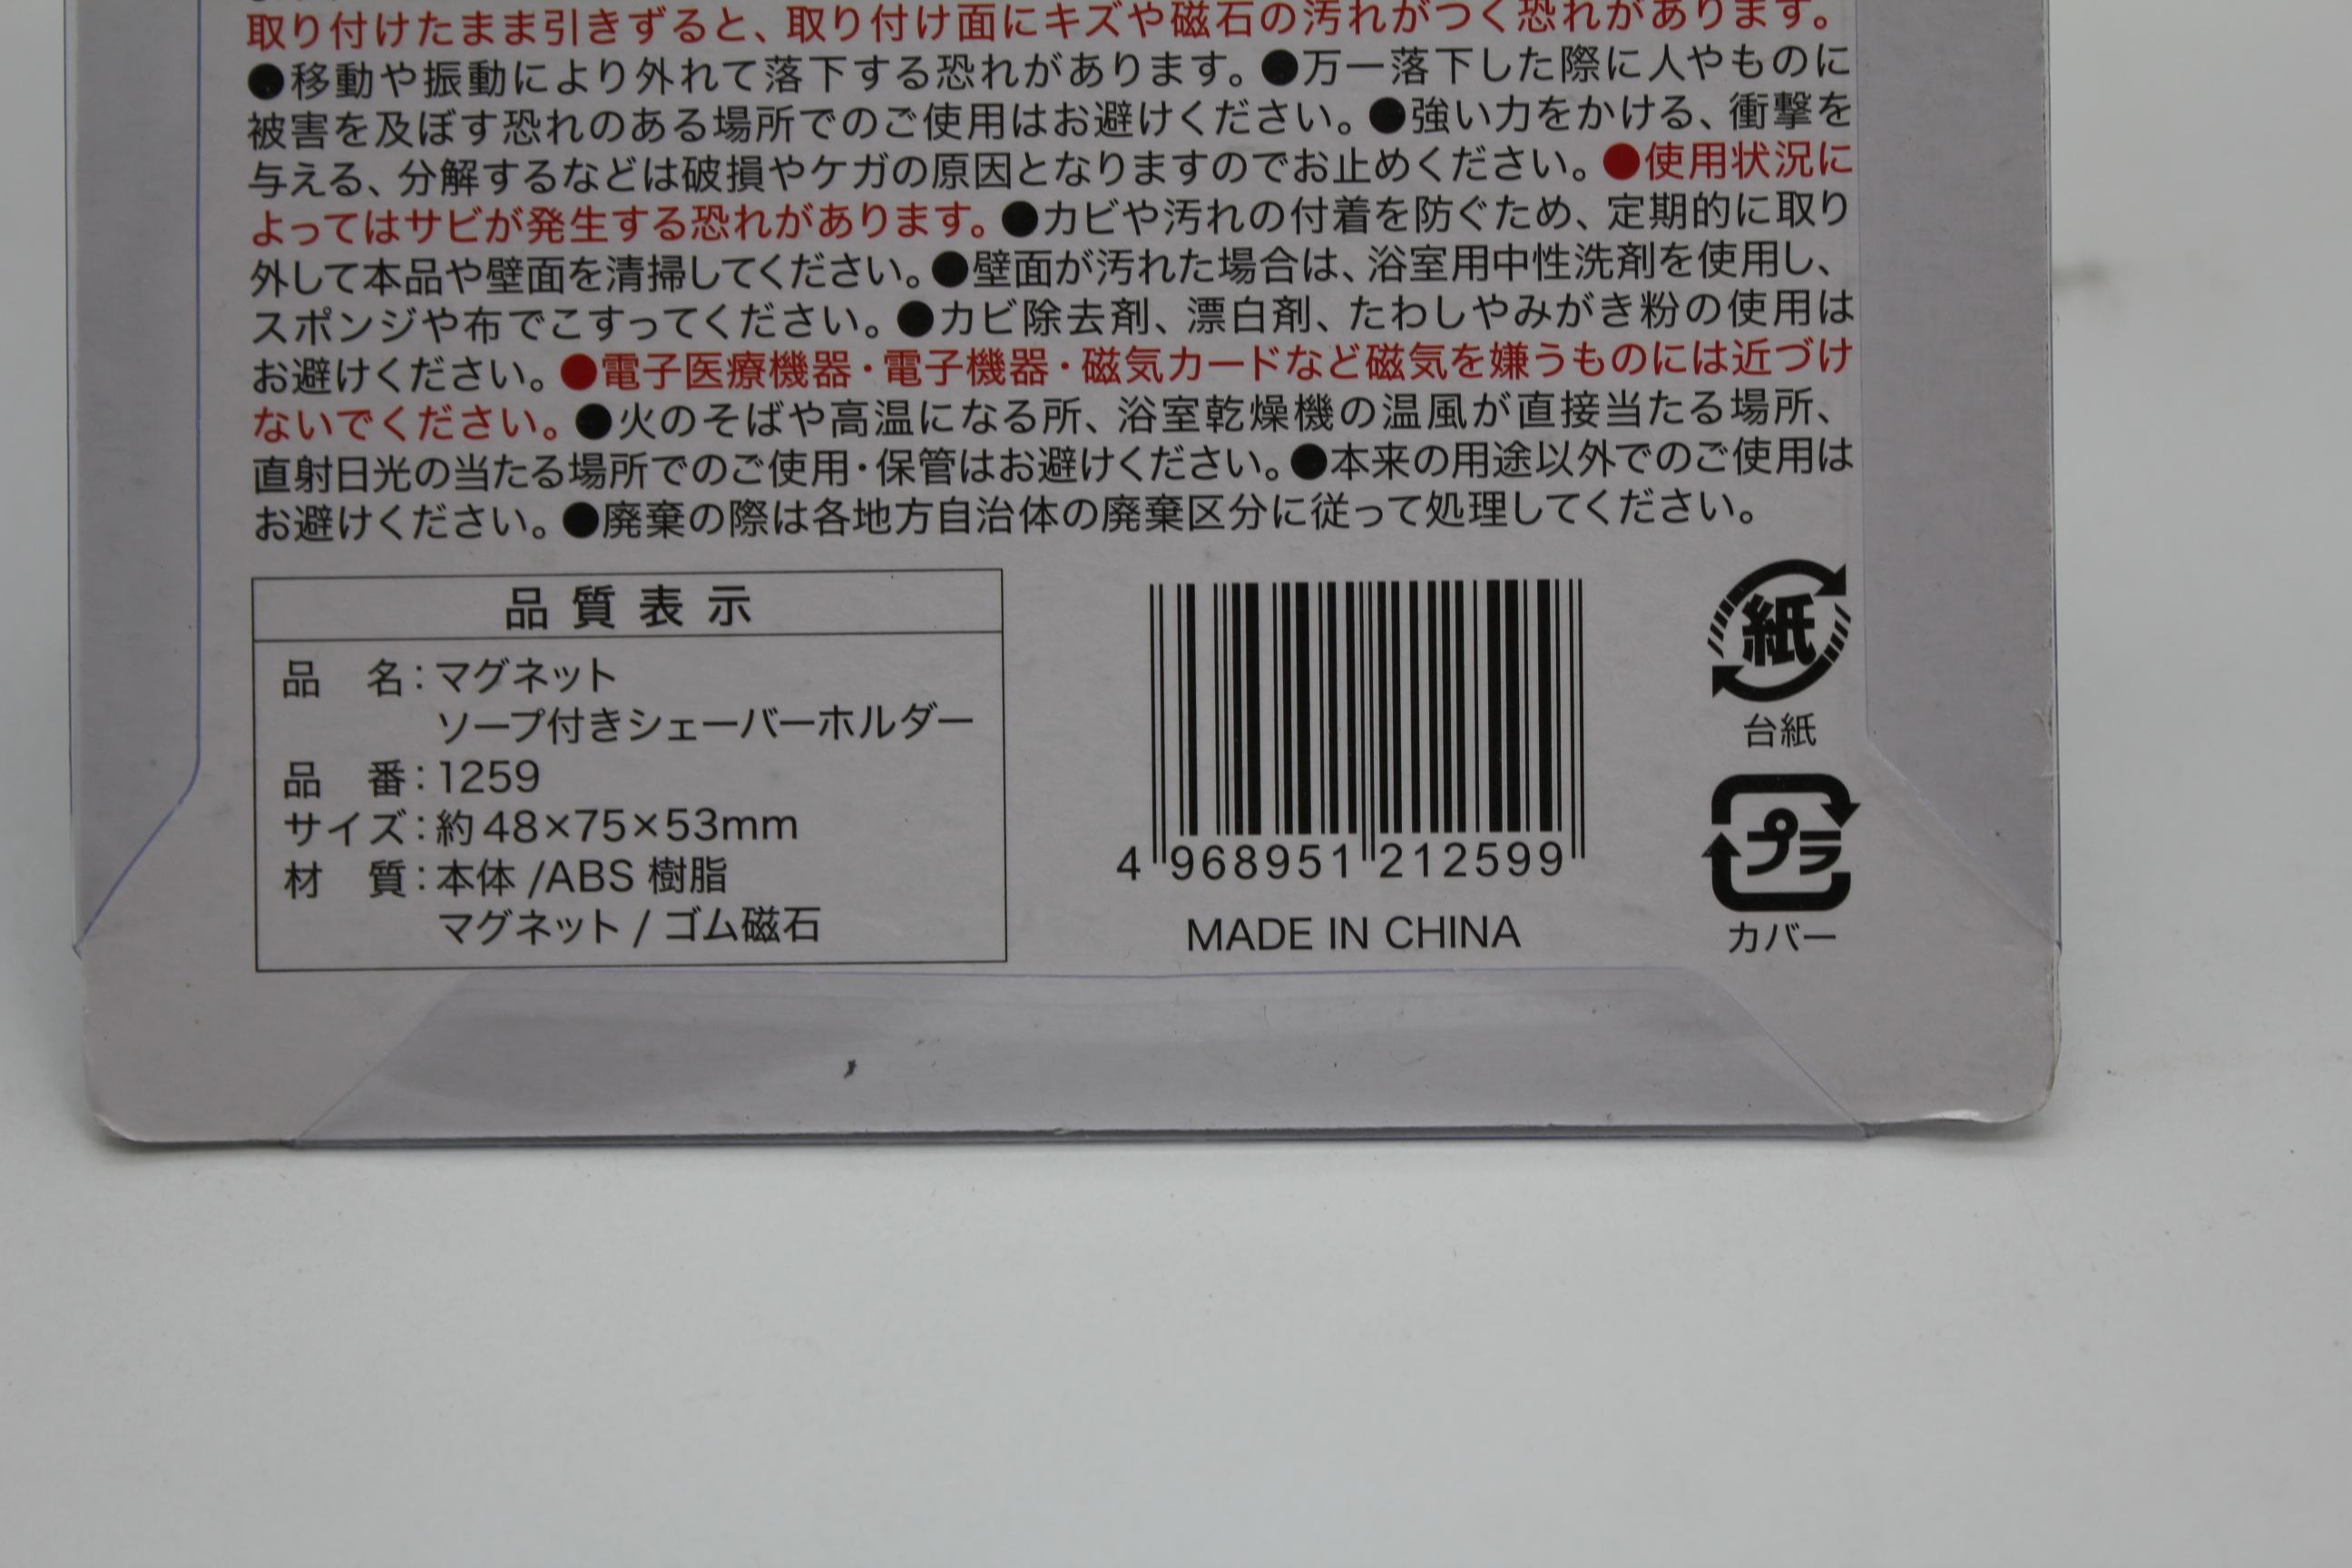 取り付けたまま引きずると、取り付け面にキズや磁石の汚れがつく恐れがあります。
●移動や振動により外れて落下する恐れがあります。●万一落下した際に人やものに
被害を及ぼす恐れのある場所でのご使用はお避けください。●強い力をかける、衝撃を
与える、分解するなどは破損やケガの原因となりますのでお止めください。●使用状況に
よってはサビが発生する恐れがあります。●カビや汚れの付着を防ぐため、定期的に取り
外して本品や壁面を清掃してください。●壁面が汚れた場合は、浴室用中性洗剤を使用し、
スポンジや布でこすってください。●カビ除去剤、漂白剤、たわしやみがき粉の使用は
お避けください。●電子医療機器・電子機器・磁気カードなど磁気を嫌うものには近づけ
ないでください。●火のそばや高温になる所、浴室乾燥機の温風が直接当たる場所、
直射日光の当たる場所でのご使用・保管はお避けください。●本来の用途以外でのご使用は
お避けください。●廃棄の際は各地方自治体の廃棄区分に従って処理してください。
品質表示
品 名：マグネット
ソープ付きシェーバーホルダー
品 番：1259
サイズ：約48×75×53mm
材 質：本体/ABS樹脂
マグネット/ゴム磁石
4 968951 212599
MADE IN CHINA
紙
台紙
プラ
カバー